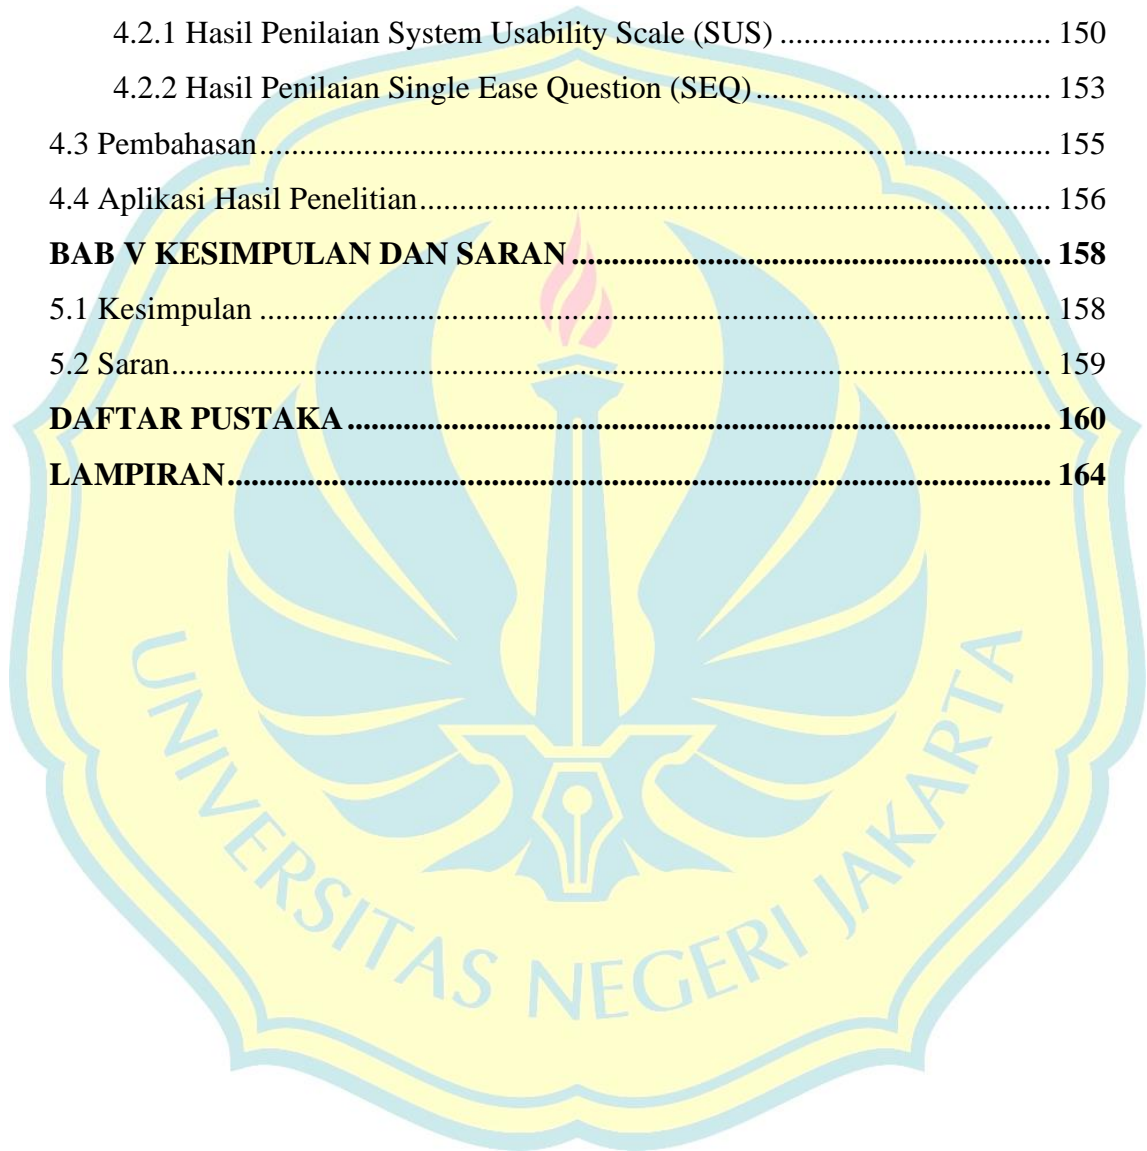 4.2.1 Hasil Penilaian System Usability Scale (SUS) .................................. 150
4.2.2 Hasil Penilaian Single Ease Question (SEQ) ..................................... 153
4.3 Pembahasan ................................................................................................... 155
4.4 Aplikasi Hasil Penelitian ............................................................................... 156
BAB V KESIMPULAN DAN SARAN ............................................................ 158
5.1 Kesimpulan ................................................................................................... 158
5.2 Saran .............................................................................................................. 159
DAFTAR PUSTAKA ........................................................................................ 160
LAMPIRAN ....................................................................................................... 164
UNIVERSITAS NEGERI JAKARTA